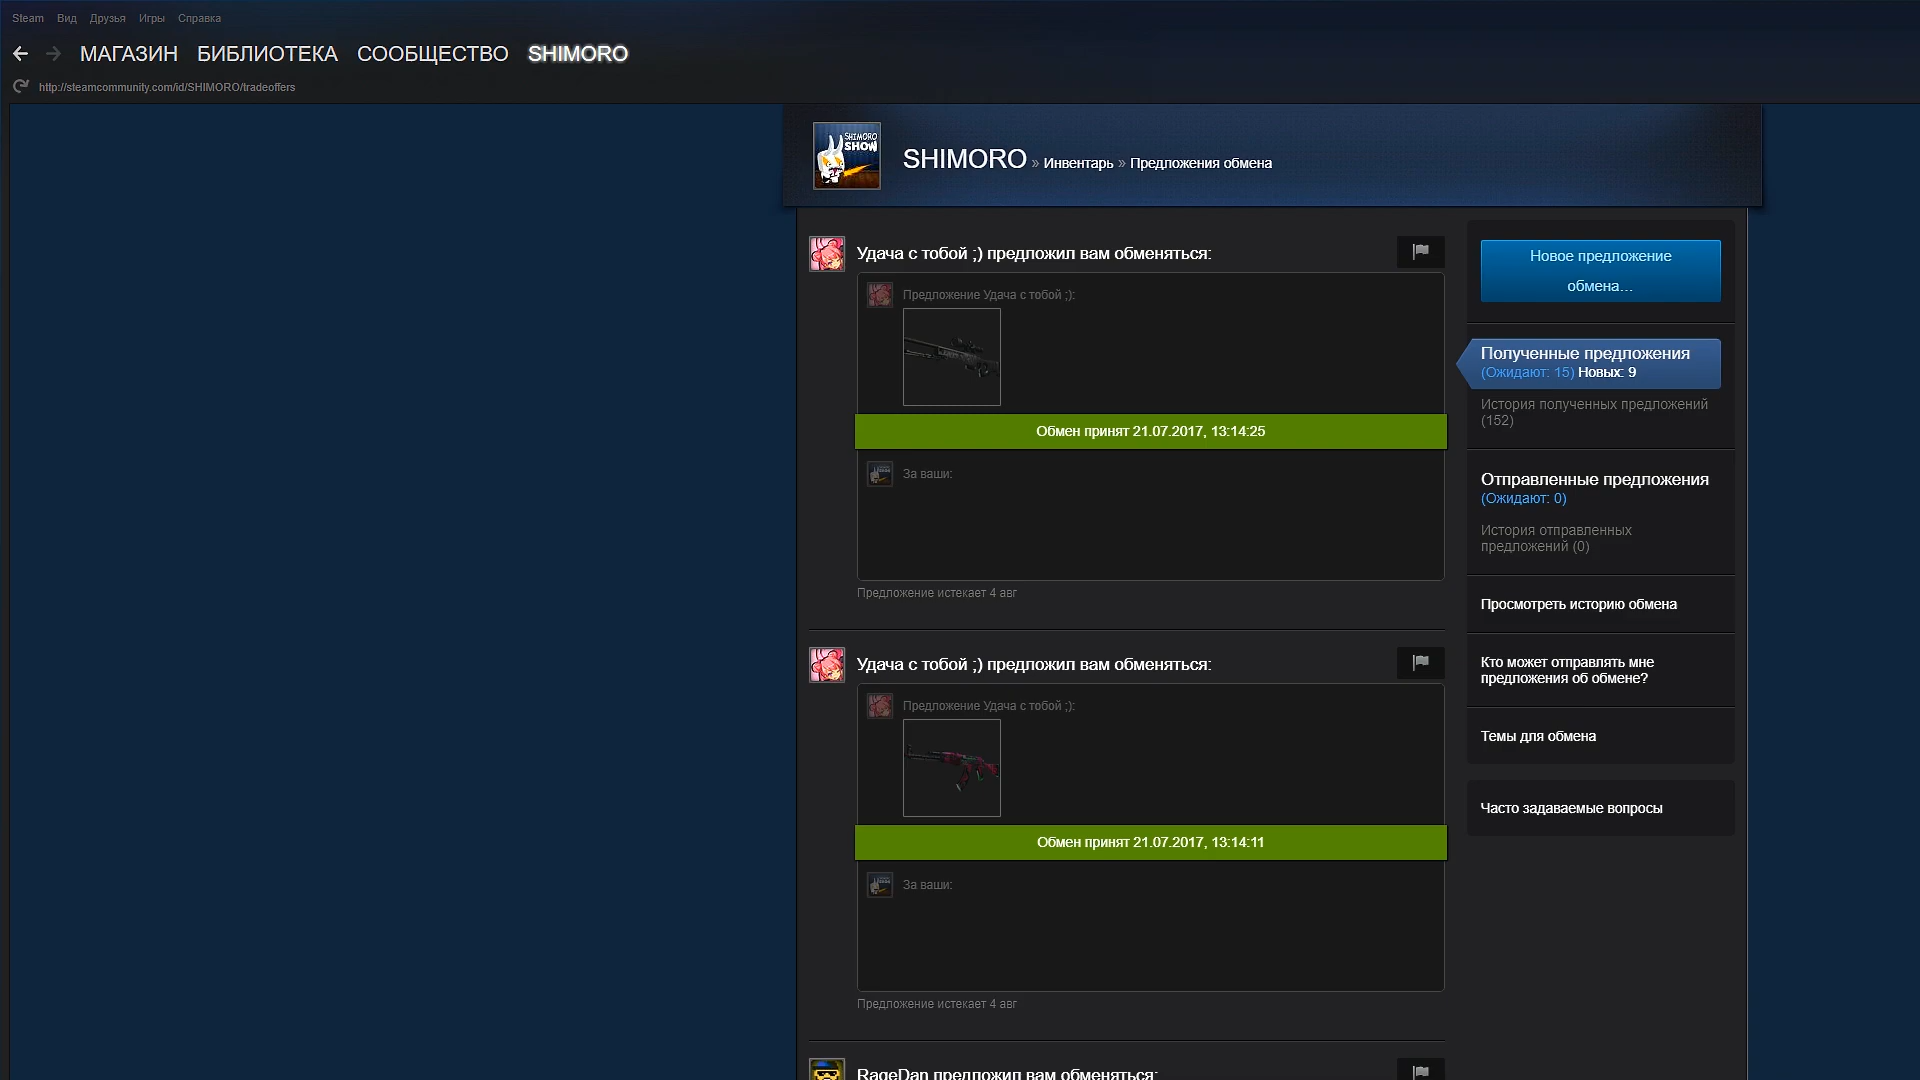 Steam Вид Друзья Игры Справка
МАГАЗИН БИБЛИОТЕКА СООБЩЕСТВО SHIMORO
http://steamcommunity.com/id/SHIMORO/tradeoffers
SHIMORO SHOW
SHIMORO » Инвентарь » Предложения обмена
Удача с тобой ;) предложил вам обменяться:
Предложение Удача с тобой ;):
Обмен принят 21.07.2017, 13:14:25
За ваши:
Предложение истекает 4 авг
Удача с тобой ;) предложил вам обменяться:
Предложение Удача с тобой ;):
Обмен принят 21.07.2017, 13:14:11
За ваши:
Предложение истекает 4 авг
RageDan предложил вам обменяться:
Новое предложение
обмена...
Полученные предложения
(Ожидают: 15) Новых: 9
История полученных предложений
(152)
Отправленные предложения
(Ожидают: 0)
История отправленных
предложений (0)
Просмотреть историю обмена
Кто может отправлять мне
предложения об обмене?
Темы для обмена
Часто задаваемые вопросы